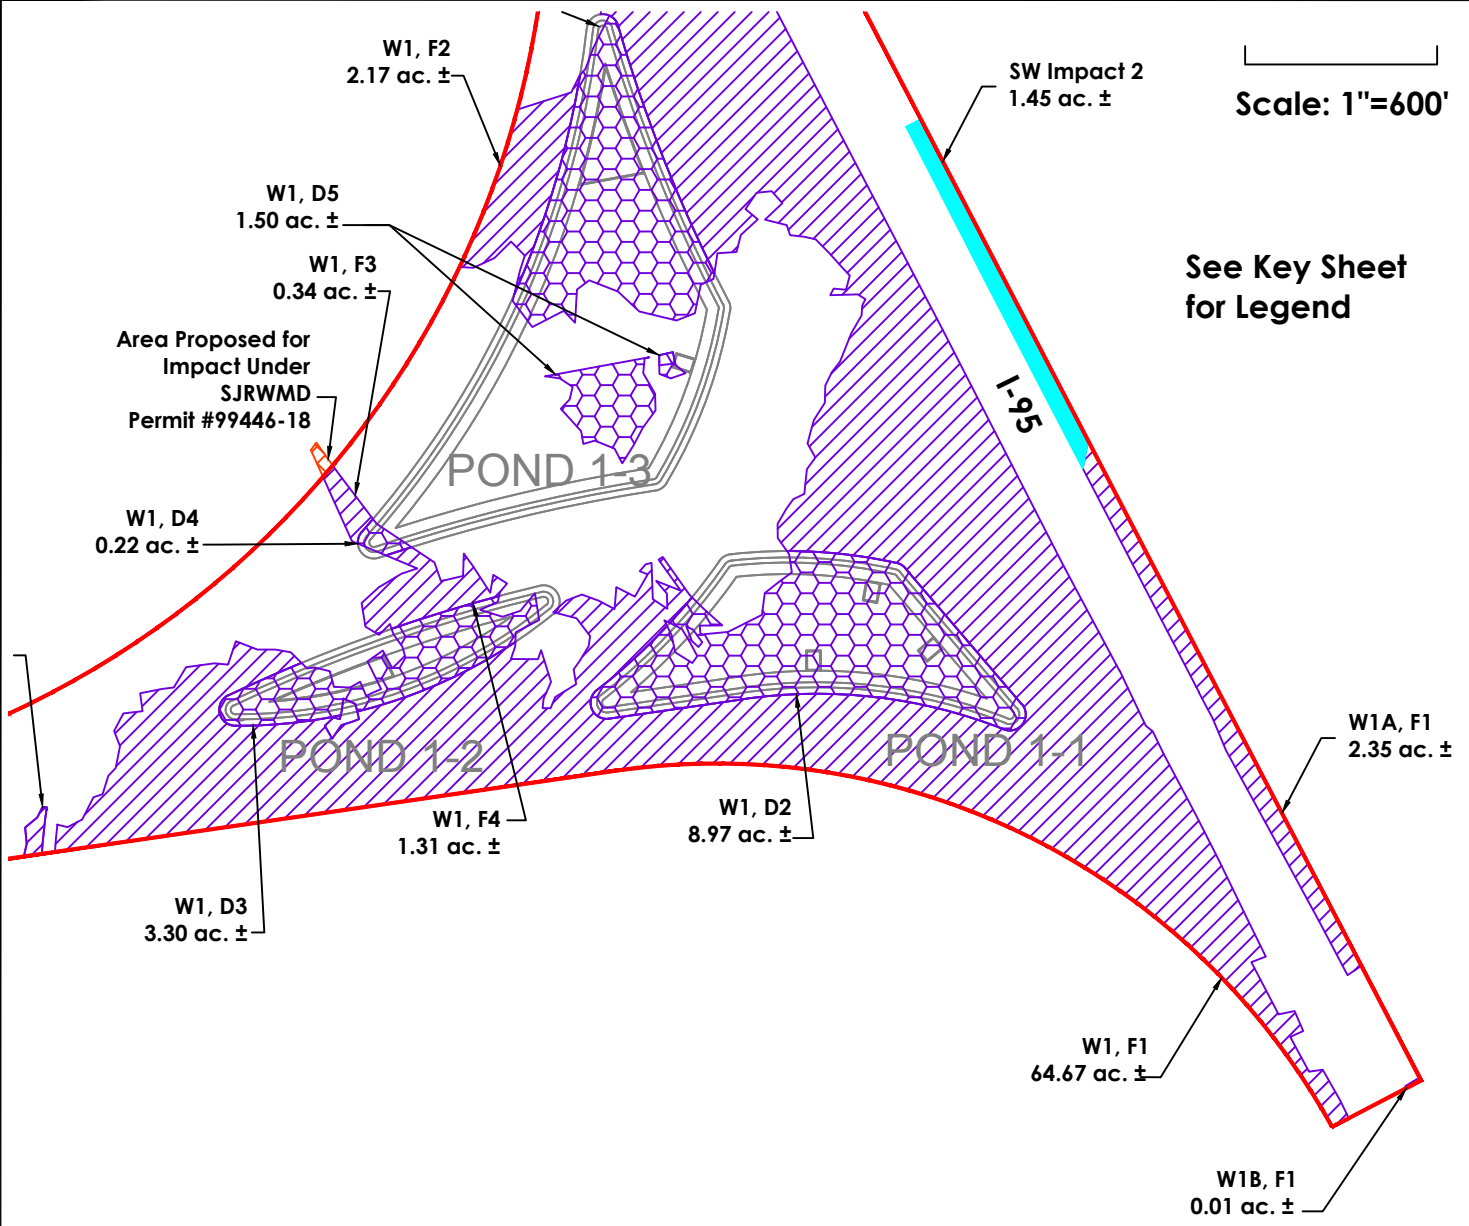 W1, F2
2.17 ac. ±
SW Impact 2
1.45 ac. ±
Scale: 1"=600'
W1, D5
1.50 ac. ±
W1, F3
0.34 ac. ±
See Key Sheet
for Legend
Area Proposed for
Impact Under
SJRWMD
Permit #99446-18
I-95
POND 1-3
W1, D4
0.22 ac. ±
W1A, F1
2.35 ac. ±
POND 1-2
POND 1-1
W1, F4
1.31 ac. ±
W1, D2
8.97 ac. ±
W1, D3
3.30 ac. ±
W1, F1
64.67 ac. ±
W1B, F1
0.01 ac. ±